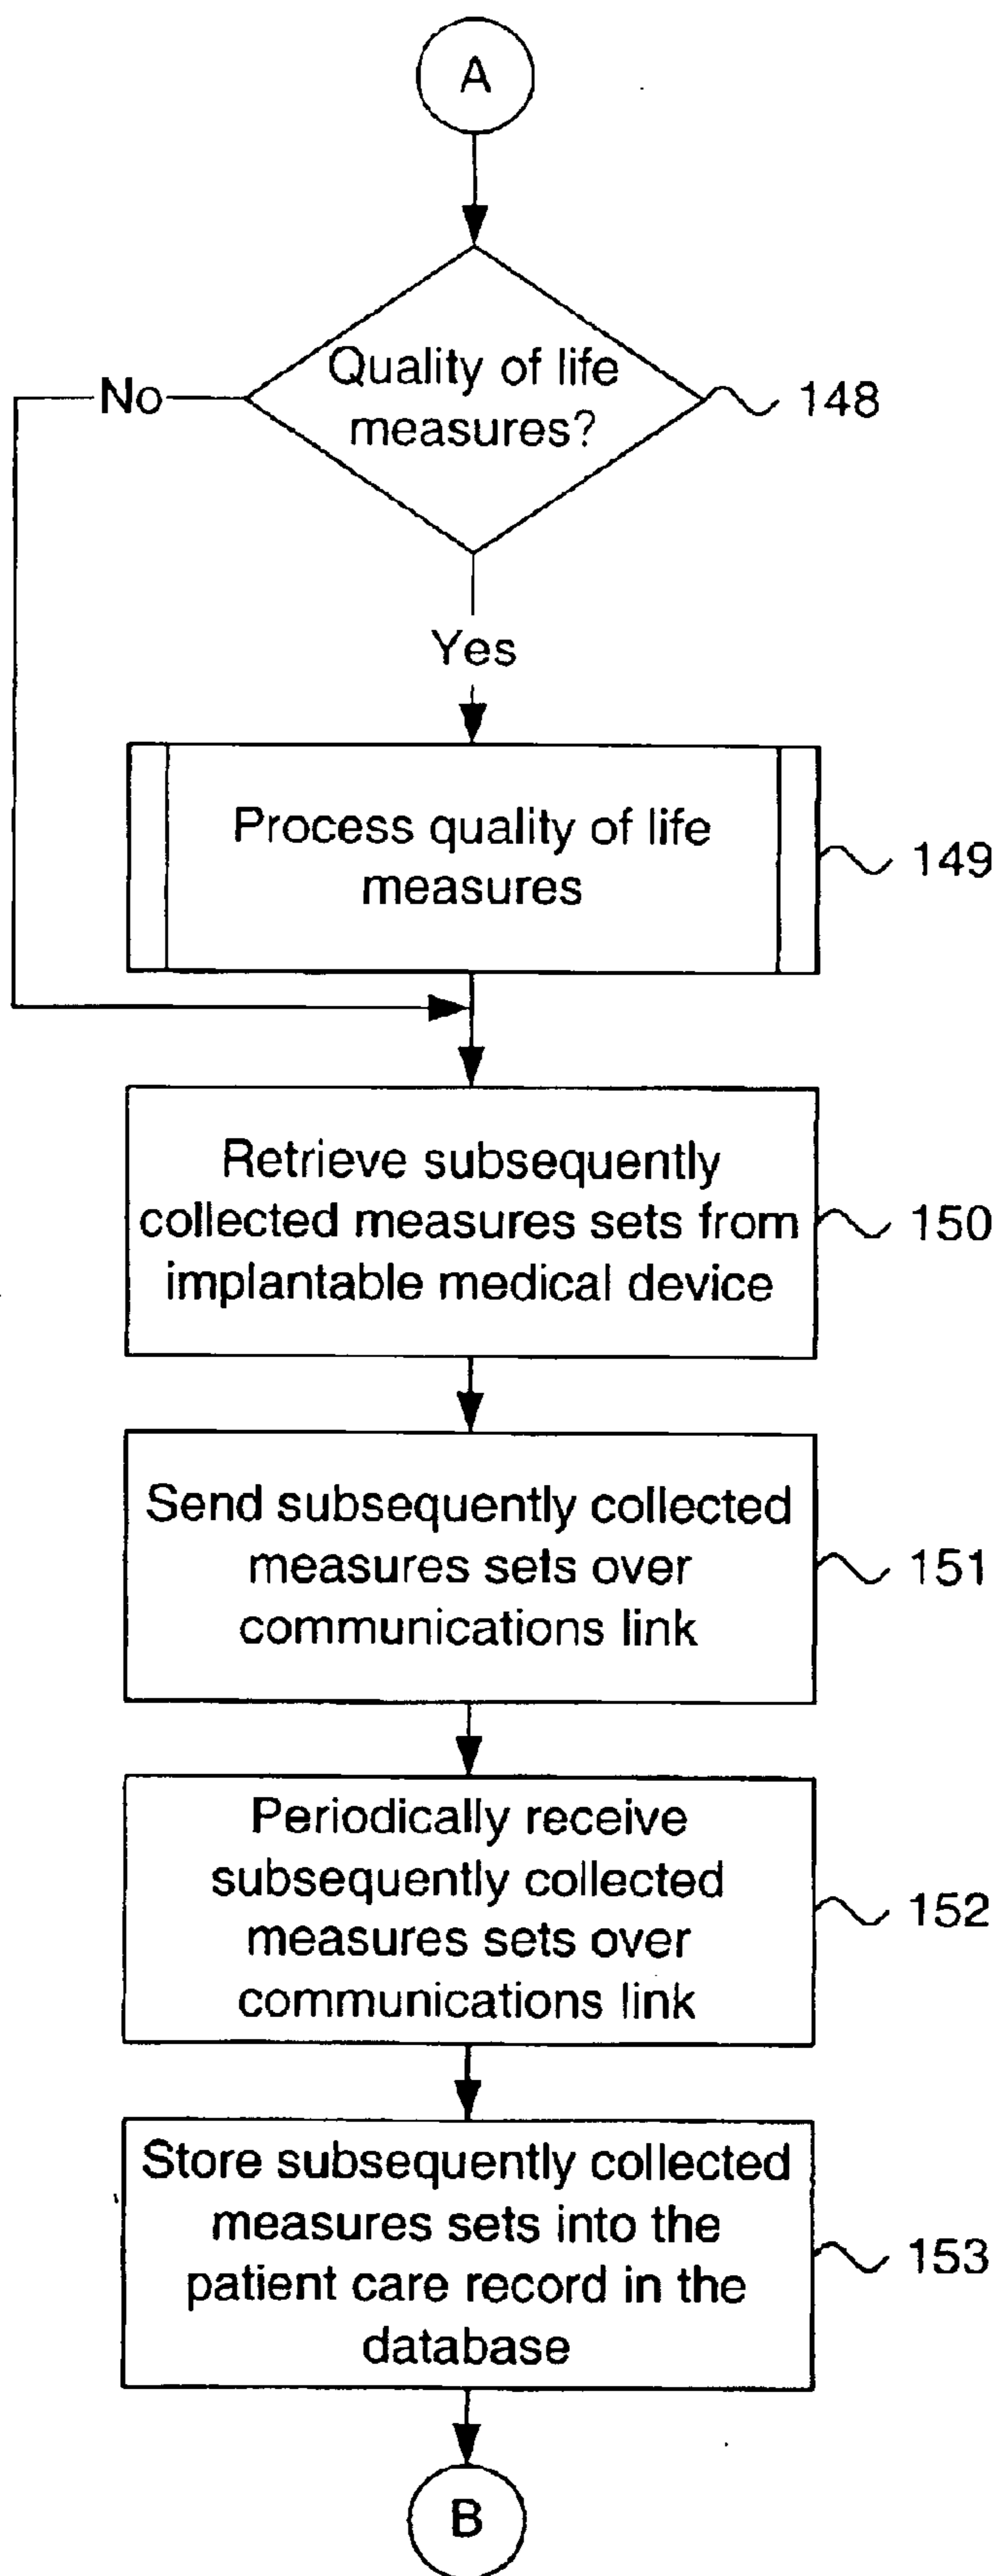 A
Quality of life
measures?
148
No
Yes
Process quality of life
measures
149
Retrieve subsequently
collected measures sets from
implantable medical device
150
Send subsequently collected
measures sets over
communications link
151
Periodically receive
subsequently collected
measures sets over
communications link
152
Store subsequently collected
measures sets into the
patient care record in the
database
153
B